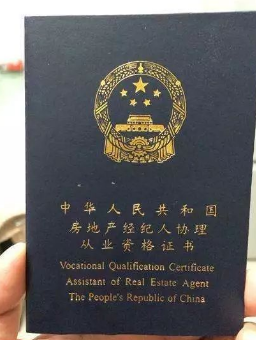 中华人民共和国
房地产经纪人协理
从业资格证书
Vocational Qualification Certificate
Assistant of Real Estate Agent
The People's Republic of China